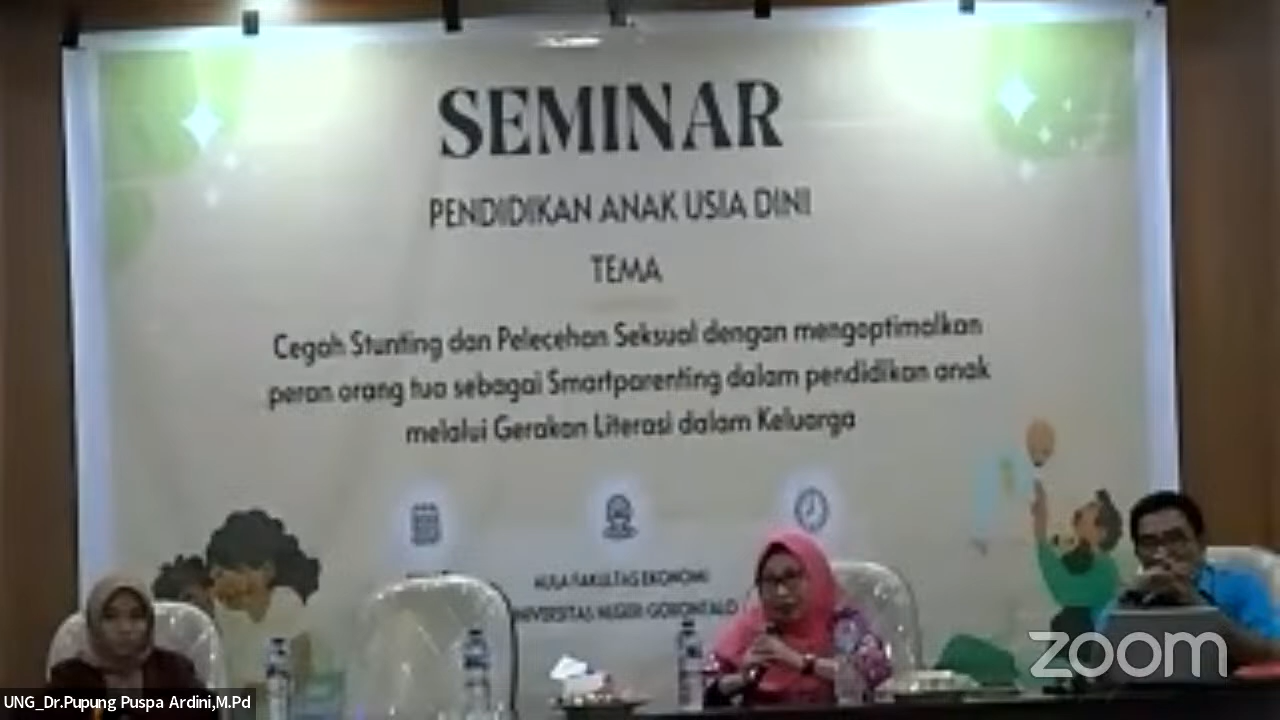 SEMINAR
PENDIDIKAN ANAK USIA DINI
TEMA
Cegah Stunting dan Pelecehan Seksual dengan mengoptimalkan
peran orang tua sebagai Smartparenting dalam pendidikan anak
melalui Gerakan Literasi dalam Keluarga
AULA FAKULTAS EKONOMI
UNIVERSITAS NEGERI GORONTALO
zoom
UNG_Dr.Pupung Puspa Ardini,M.Pd